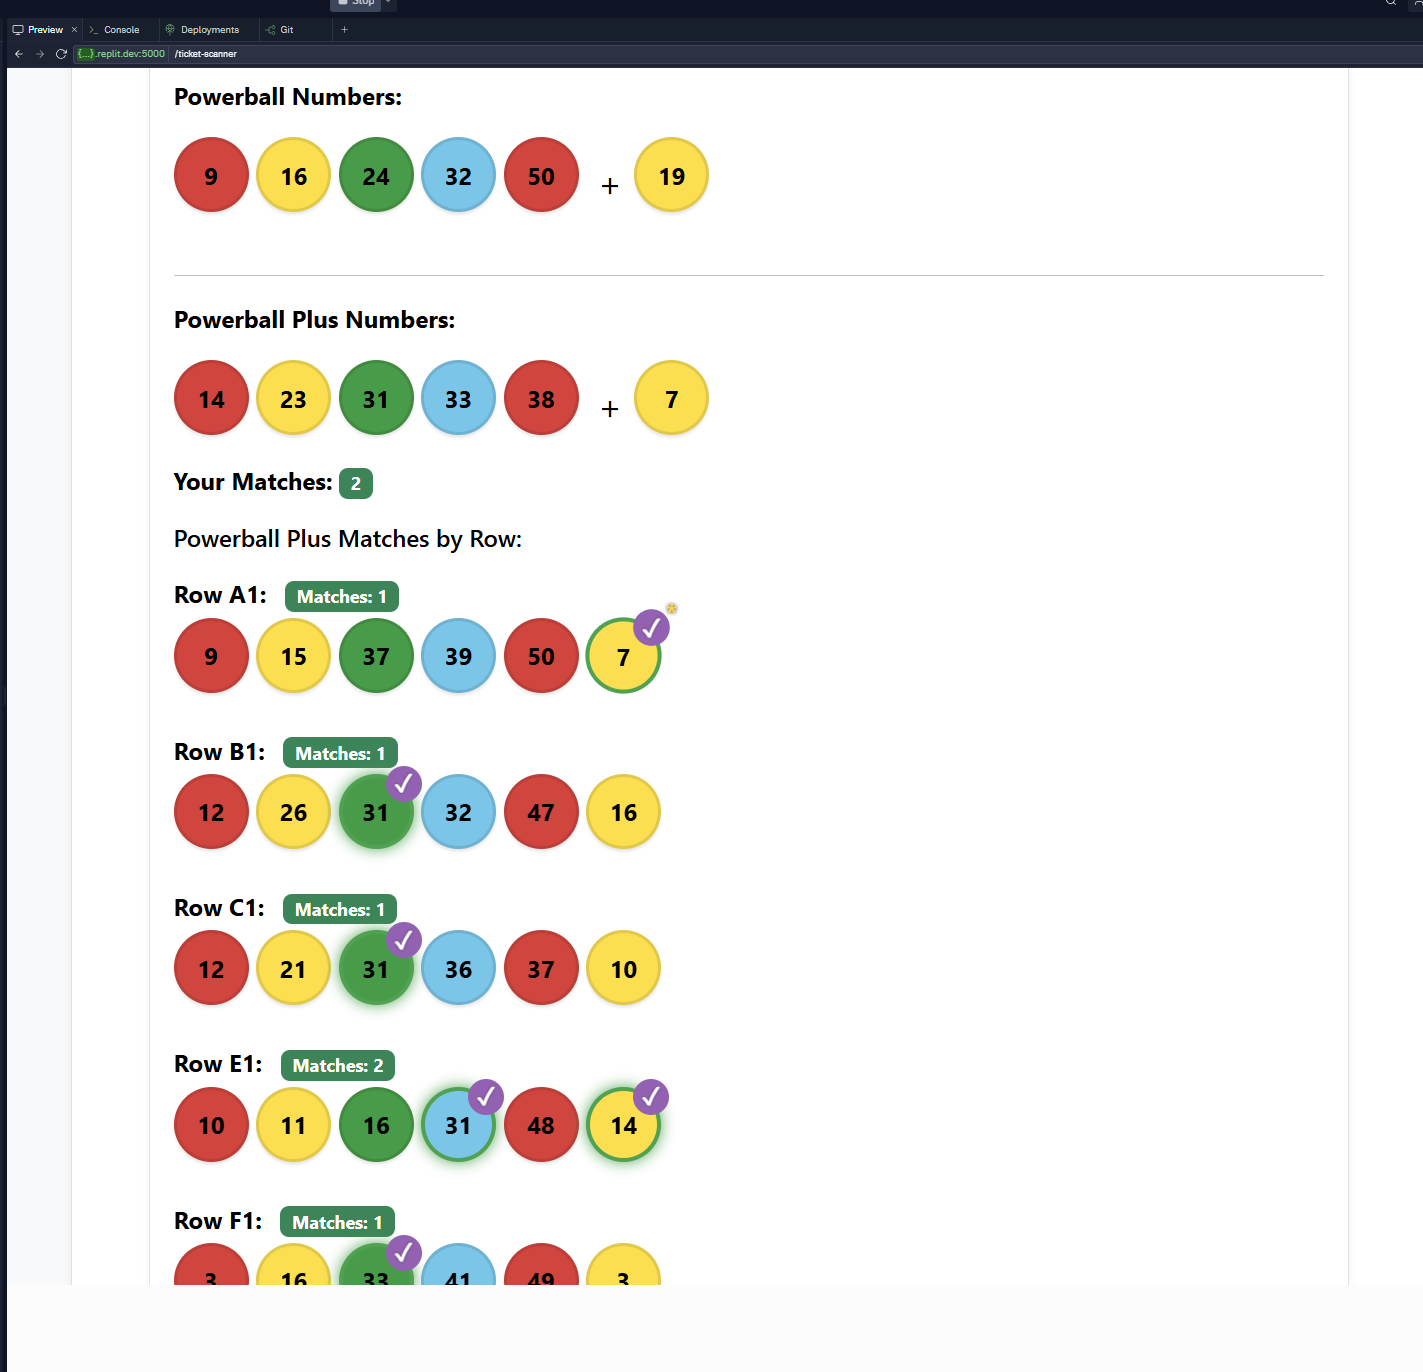 Stop
Preview × Console Deployments Git +
{...}.replit.dev:5000 /ticket-scanner
Powerball Numbers:
9 16 24 32 50 + 19
Powerball Plus Numbers:
14 23 31 33 38 + 7
Your Matches: 2
Powerball Plus Matches by Row:
Row A1: Matches: 1
9 15 37 39 50 7
Row B1: Matches: 1
12 26 31 32 47 16
Row C1: Matches: 1
12 21 31 36 37 10
Row E1: Matches: 2
10 11 16 31 48 14
Row F1: Matches: 1
3 16 33 41 49 3